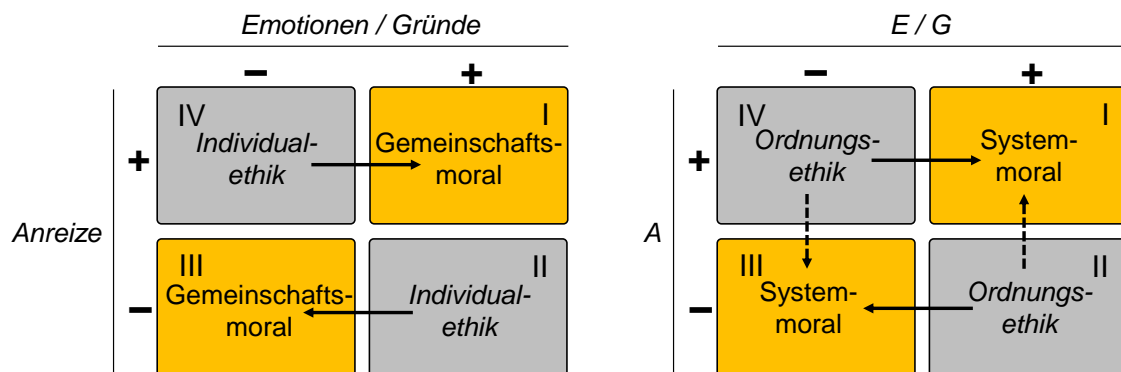 Emotionen / Gründe
− +
Anreize
+
−
IV
Individual-
ethik
I
Gemeinschafts-
moral
III
Gemeinschafts-
moral
II
Individual-
ethik
E / G
− +
A
+
−
IV
Ordnungs-
ethik
I
System-
moral
III
System-
moral
II
Ordnungs-
ethik